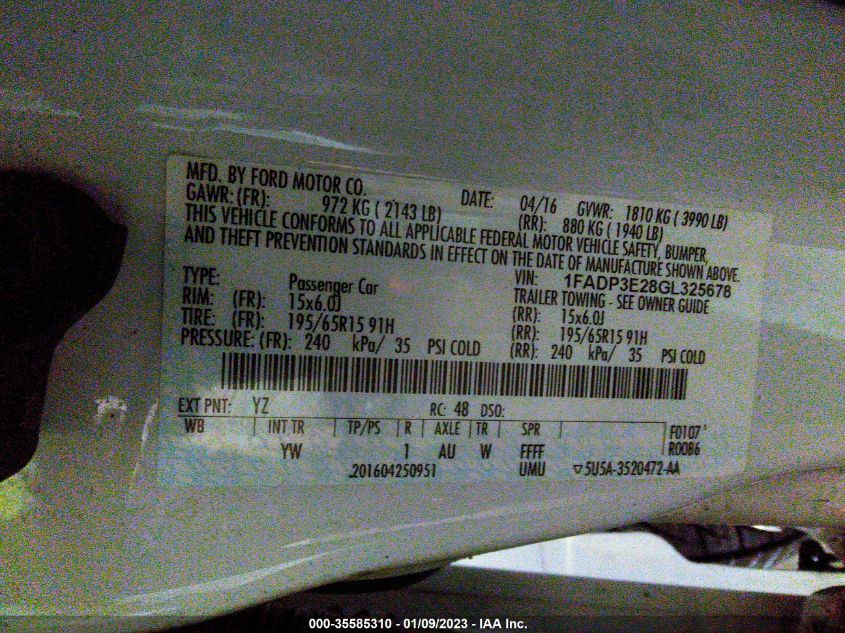 MFD. BY FORD MOTOR CO.
DATE: 04/16 GVWR: 1810 KG ( 3990 LB)
GAWR: (FR): 972 KG ( 2143 LB) (RR): 880 KG ( 1940 LB)
THIS VEHICLE CONFORMS TO ALL APPLICABLE FEDERAL MOTOR VEHICLE SAFETY, BUMPER,
AND THEFT PREVENTION STANDARDS IN EFFECT ON THE DATE OF MANUFACTURE SHOWN ABOVE.
VIN: 1FADP3E28GL325678
TYPE: Passenger Car TRAILER TOWING - SEE OWNER GUIDE
RIM: (FR): 15x6.0J (RR): 15x6.0J
TIRE: (FR): 195/65R15 91H (RR): 195/65R15 91H
PRESSURE: (FR): 240 kPa/ 35 PSI COLD (RR): 240 kPa/ 35 PSI COLD
EXT PNT: YZ RC: 48 DSO:
WB INT TR TP/PS R AXLE TR SPR F0107
YW 1 AU W FFFF R0086
201604250951 UMU ▽5U5A-3520472-AA
000-35585310 - 01/09/2023 - IAA Inc.